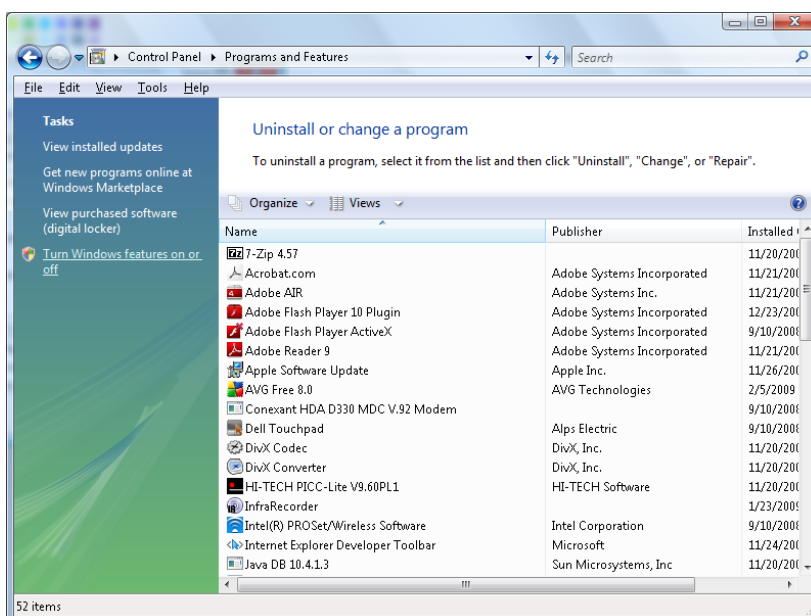 Control Panel Programs and Features Search
File Edit View Tools Help
Tasks
View installed updates
Get new programs online at
Windows Marketplace
View purchased software
(digital locker)
Turn Windows features on or
off
Uninstall or change a program
To uninstall a program, select it from the list and then click "Uninstall", "Change", or "Repair".
Organize Views
Name Publisher Installed
7-Zip 4.57 11/20/200
Acrobat.com Adobe Systems Incorporated 11/21/200
Adobe AIR Adobe Systems Inc. 11/21/200
Adobe Flash Player 10 Plugin Adobe Systems Incorporated 12/23/200
Adobe Flash Player ActiveX Adobe Systems Incorporated 9/10/2008
Adobe Reader 9 Adobe Systems Incorporated 11/21/200
Apple Software Update Apple Inc. 11/26/200
AVG Free 8.0 AVG Technologies 2/5/2009
Conexant HDA D330 MDC V.92 Modem 9/10/2008
Dell Touchpad Alps Electric 9/10/2008
DivX Codec DivX, Inc. 11/20/200
DivX Converter DivX, Inc. 11/20/200
HI-TECH PICC-Lite V9.60PL1 HI-TECH Software 11/20/200
InfraRecorder 1/23/2009
Intel(R) PROSet/Wireless Software Intel Corporation 9/10/2008
Internet Explorer Developer Toolbar Microsoft 11/24/200
Java DB 10.4.1.3 Sun Microsystems, Inc 11/20/200
52 items